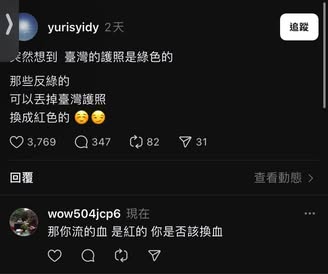 yurisyidy 2天
追蹤
突然想到 臺灣的護照是綠色的
那些反綠的
可以丟掉臺灣護照
換成紅色的 ☺️😏
3,769 347 82 31
回覆 查看動態
wow504jcp6 現在
那你流的血 是紅的 你是否該換血